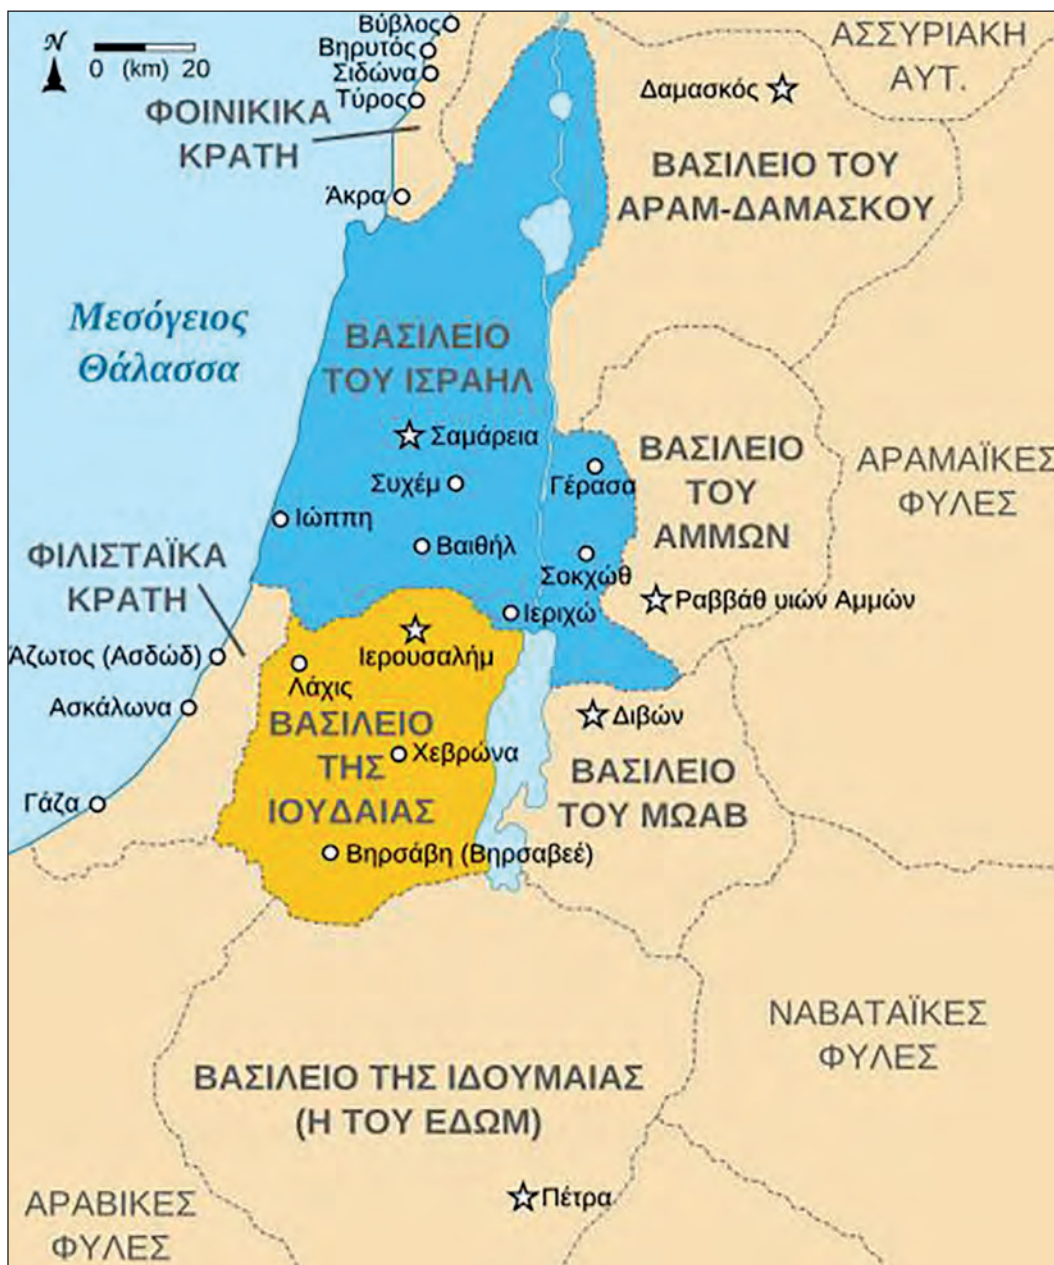 Βύβλος
Βηρυτός
Σιδώνα
Τύρος
N
0 (km) 20
ΑΣΣΥΡΙΑΚΗ
ΑΥΤ.
Δαμασκός
ΦΟΙΝΙΚΙΚΑ
ΚΡΑΤΗ
ΒΑΣΙΛΕΙΟ ΤΟΥ
ΑΡΑΜ-ΔΑΜΑΣΚΟΥ
Άκρα
Μεσόγειος
Θάλασσα
ΒΑΣΙΛΕΙΟ
ΤΟΥ ΙΣΡΑΗΛ
Σαμάρεια
Συχέμ
Γέρασα
Ιώππη
Βαιθήλ
Σοκχώθ
Ιεριχώ
ΒΑΣΙΛΕΙΟ
ΤΟΥ
ΑΜΜΩΝ
Ραββάθ υιών Αμμών
ΑΡΑΜΑΪΚΕΣ
ΦΥΛΕΣ
ΦΙΛΙΣΤΑΪΚΑ
ΚΡΑΤΗ
Άζωτος (Ασδώδ)
Ασκάλωνα
Γάζα
Ιερουσαλήμ
Λάχις
ΒΑΣΙΛΕΙΟ
ΤΗΣ
ΙΟΥΔΑΙΑΣ
Χεβρώνα
Βηρσάβη (Βηρσαβεέ)
Διβών
ΒΑΣΙΛΕΙΟ
ΤΟΥ ΜΩΑΒ
ΝΑΒΑΤΑΪΚΕΣ
ΦΥΛΕΣ
ΒΑΣΙΛΕΙΟ ΤΗΣ ΙΔΟΥΜΑΙΑΣ
(Η ΤΟΥ ΕΔΩΜ)
Πέτρα
ΑΡΑΒΙΚΕΣ
ΦΥΛΕΣ